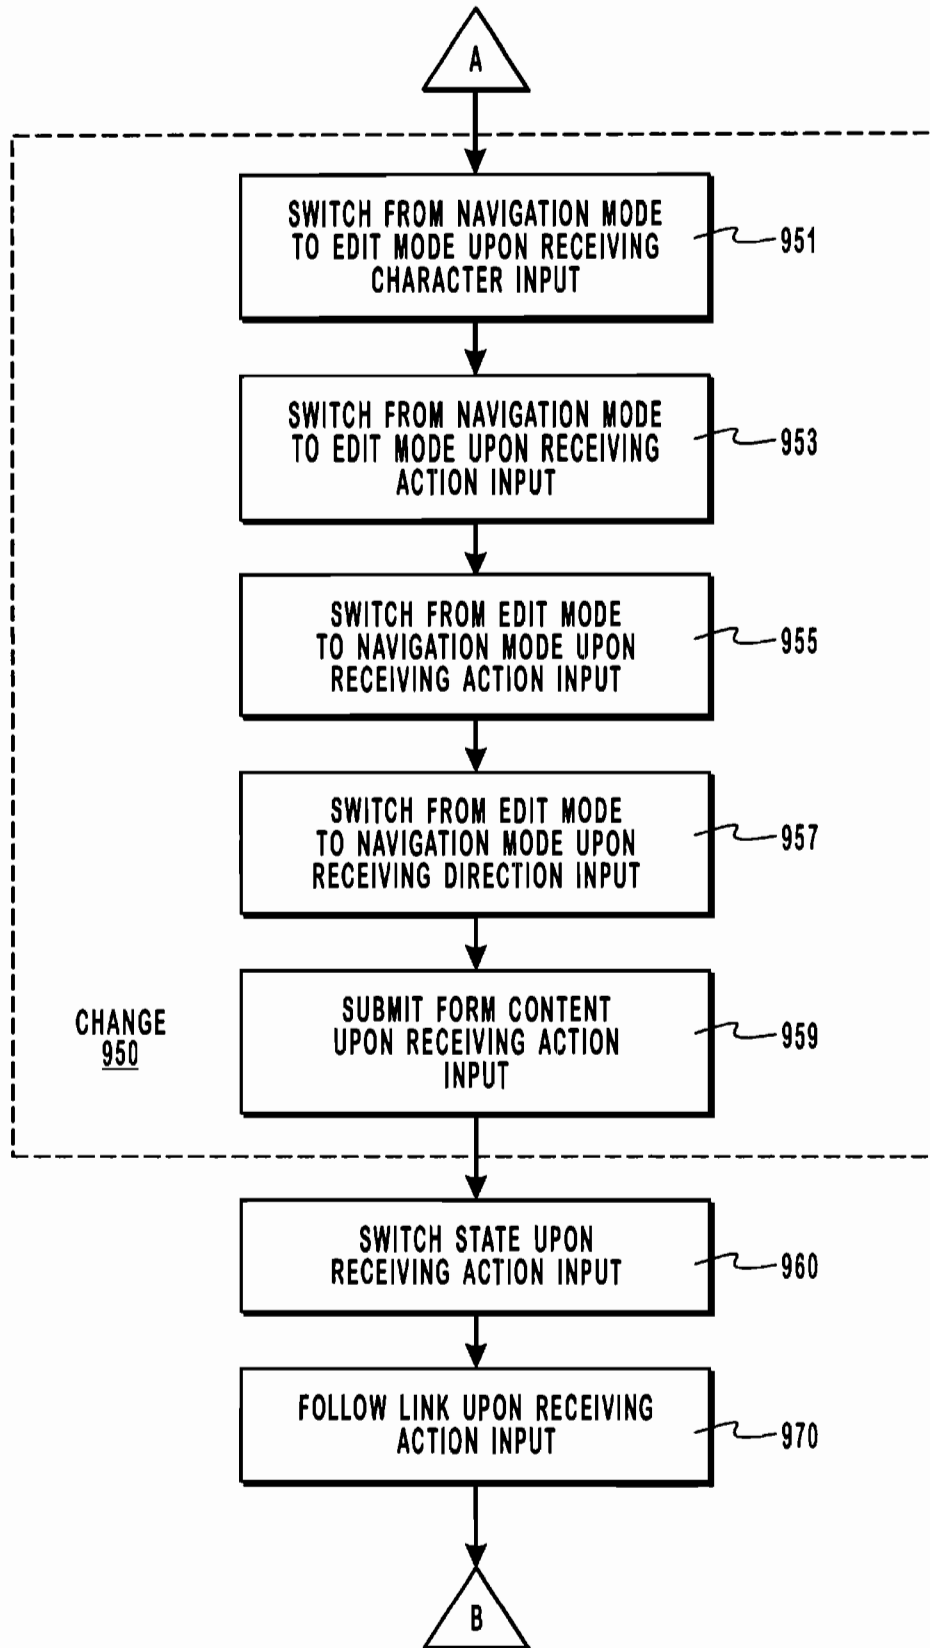 A
SWITCH FROM NAVIGATION MODE
TO EDIT MODE UPON RECEIVING
CHARACTER INPUT
951
SWITCH FROM NAVIGATION MODE
TO EDIT MODE UPON RECEIVING
ACTION INPUT
953
SWITCH FROM EDIT MODE
TO NAVIGATION MODE UPON
RECEIVING ACTION INPUT
955
SWITCH FROM EDIT MODE
TO NAVIGATION MODE UPON
RECEIVING DIRECTION INPUT
957
SUBMIT FORM CONTENT
UPON RECEIVING ACTION
INPUT
959
CHANGE
950
SWITCH STATE UPON
RECEIVING ACTION INPUT
960
FOLLOW LINK UPON RECEIVING
ACTION INPUT
970
B